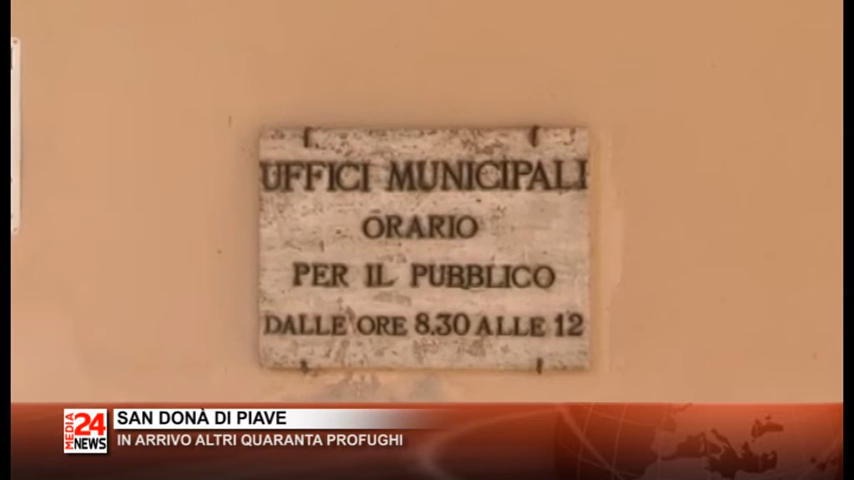 UFFICI MUNICIPALI
ORARIO
PER IL PUBBLICO
DALLE ORE 8.30 ALLE 12
MEDIA 24 NEWS
SAN DONÀ DI PIAVE
IN ARRIVO ALTRI QUARANTA PROFUGHI